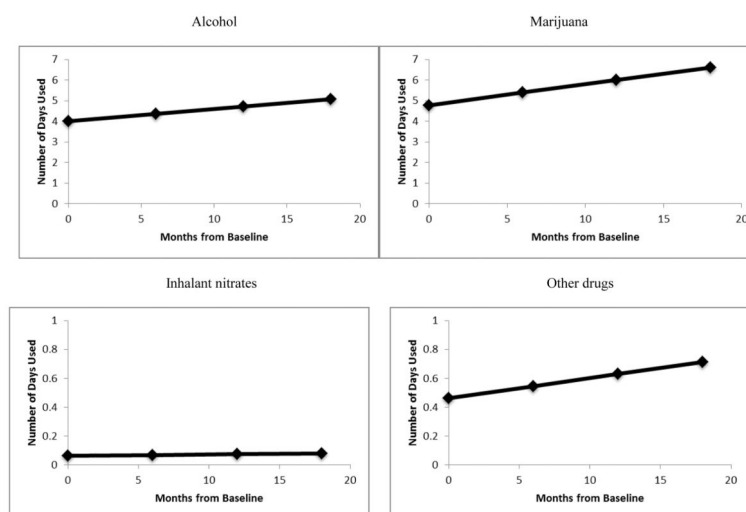 Alcohol
Number of Days Used
7
6
5
4
3
2
1
0
0 5 10 15 20
Months from Baseline
Marijuana
Number of Days Used
7
6
5
4
3
2
1
0
0 5 10 15 20
Months from Baseline
Inhalant nitrates
Number of Days Used
1
0.8
0.6
0.4
0.2
0
0 5 10 15 20
Months from Baseline
Other drugs
Number of Days Used
1
0.8
0.6
0.4
0.2
0
0 5 10 15 20
Months from Baseline